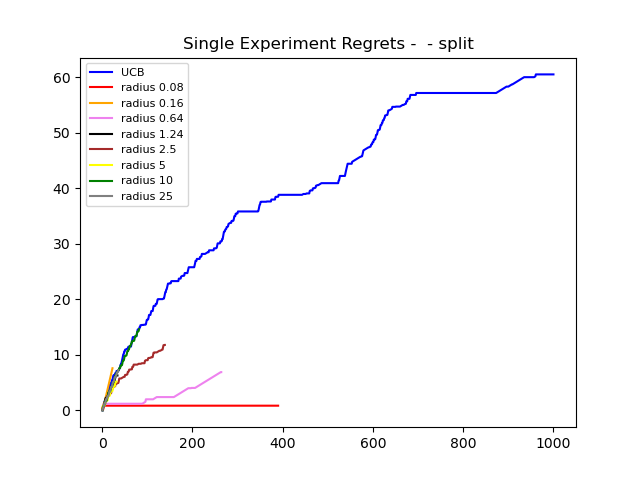 Single Experiment Regrets -  - split
UCB
radius 0.08
radius 0.16
radius 0.64
radius 1.24
radius 2.5
radius 5
radius 10
radius 25
60
50
40
30
20
10
0
0 200 400 600 800 1000